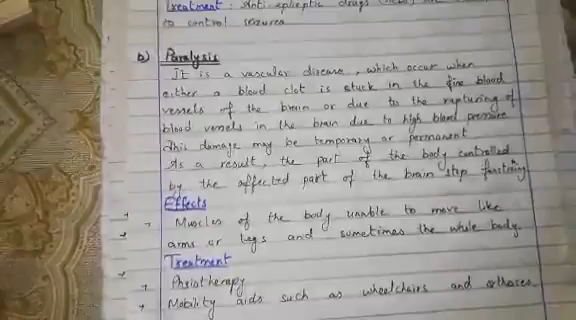 Treatment : Anti epileptic drugs
to control seizures
b) Paralysis
It is a vascular disease, which occur when
either a blood clot is stuck in the fine blood
vessels of the brain or due to the rupturing of
blood vessels in the brain due to high blood pressure
This damage may be temporary or permanent
As a result the part of the body controlled
by the affected part of the brain stop
Effects
Muscles of the body unable to move like
arms or legs and sometimes the whole body.
Treatment
Physiotherapy
Mobility aids such as wheelchairs and